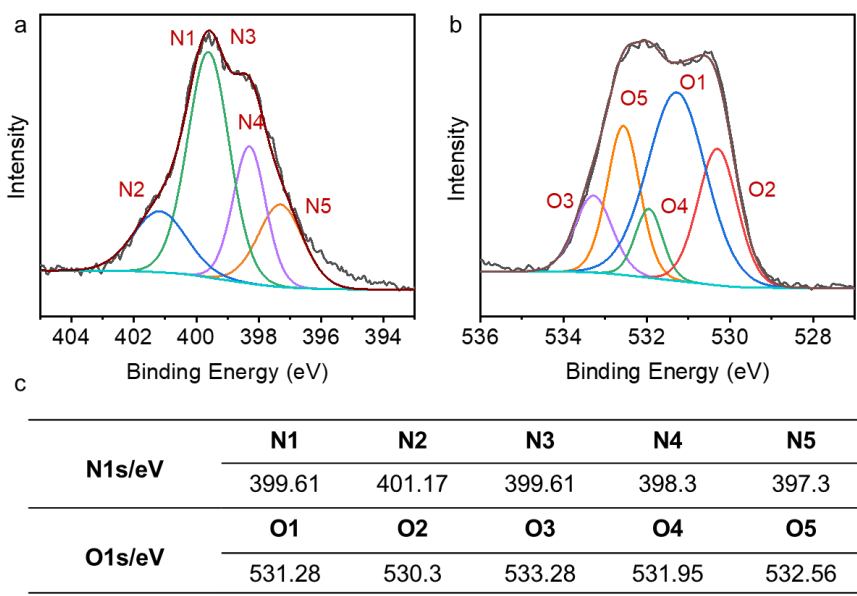 a
N1 N3
N4
N2
N5
Intensity
404 402 400 398 396 394
Binding Energy (eV)
b
O5
O1
O3
O4
O2
Intensity
536 534 532 530 528
Binding Energy (eV)
c
N1s/eV
N1 N2 N3 N4 N5
399.61 401.17 399.61 398.3 397.3
O1s/eV
O1 O2 O3 O4 O5
531.28 530.3 533.28 531.95 532.56